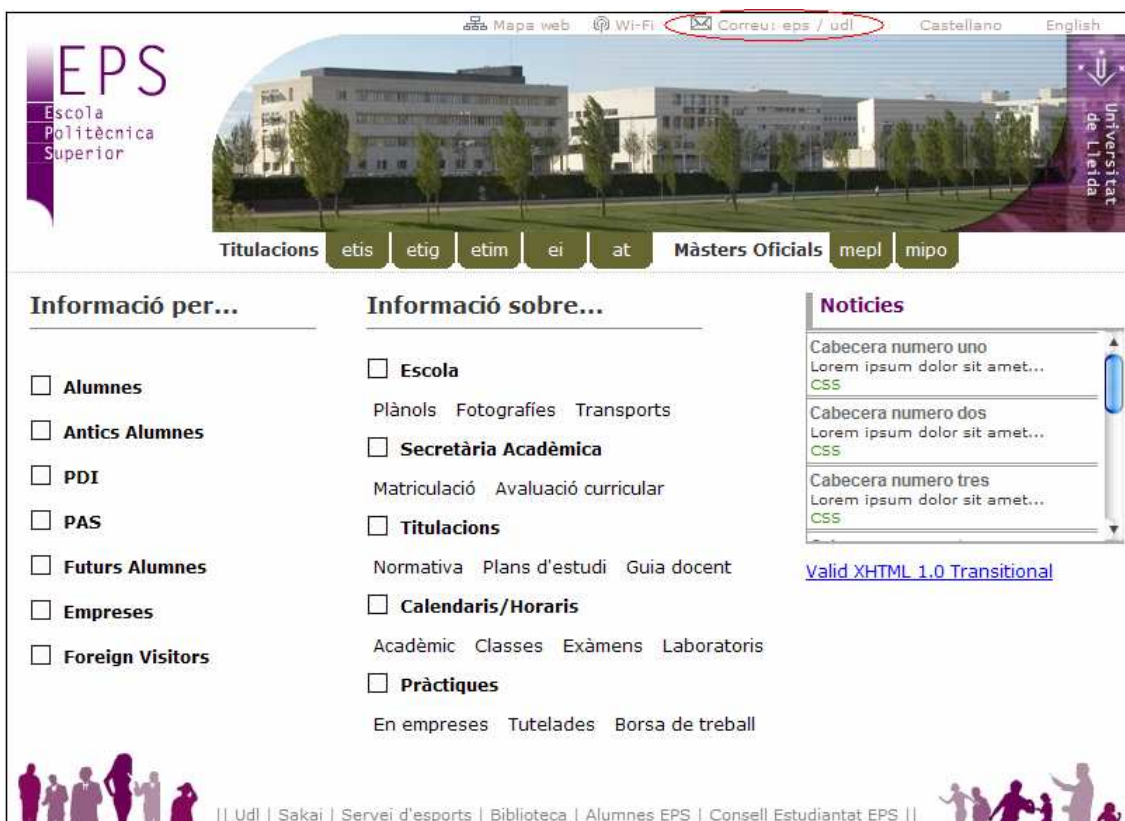 Mapa web Wi-Fi Correu: eps / udl Castellano English
EPS
Escola
Politècnica
Superior
Universitat
de Lleida
Titulacions etis etig etim ei at Màsters Oficials mepl mipo
Informació per...
Alumnes
Antics Alumnes
PDI
PAS
Futurs Alumnes
Empreses
Foreign Visitors
Informació sobre...
Escola
Plànols Fotografíes Transports
Secretària Acadèmica
Matriculació Avaluació curricular
Titulacions
Normativa Plans d'estudi Guia docent
Calendaris/Horaris
Acadèmic Classes Exàmens Laboratoris
Pràctiques
En empreses Tutelades Borsa de treball
Noticies
Cabecera numero uno
Lorem ipsum dolor sit amet...
CSS
Cabecera numero dos
Lorem ipsum dolor sit amet...
CSS
Cabecera numero tres
Lorem ipsum dolor sit amet...
CSS
Valid XHTML 1.0 Transitional
|| Udl | Sakai | Servei d'esports | Biblioteca | Alumnes EPS | Consell Estudiantat EPS ||